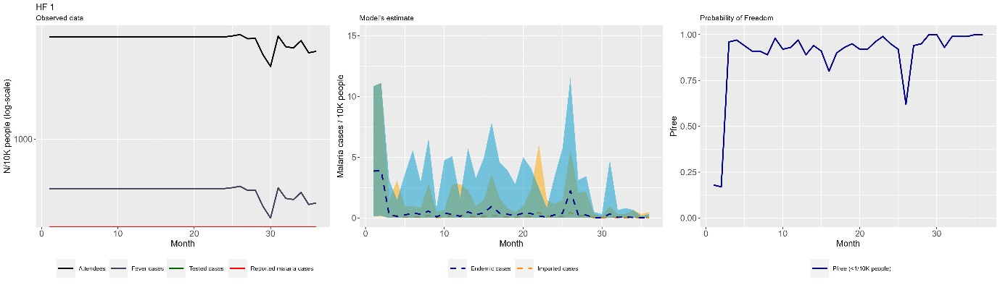 HF 1
Observed data
N/10K people (log-scale)
1000
0
10
20
30
Month
Attendees
Fever cases
Tested cases
Reported malaria cases
Model's estimate
Malaria cases / 10K people
15
10
5
0
0
10
20
30
Month
Endemic cases
Imported cases
Probability of Freedom
Pfree
1.00
0.75
0.50
0.25
0.00
0
10
20
30
Month
Pfree (<1/10K people)